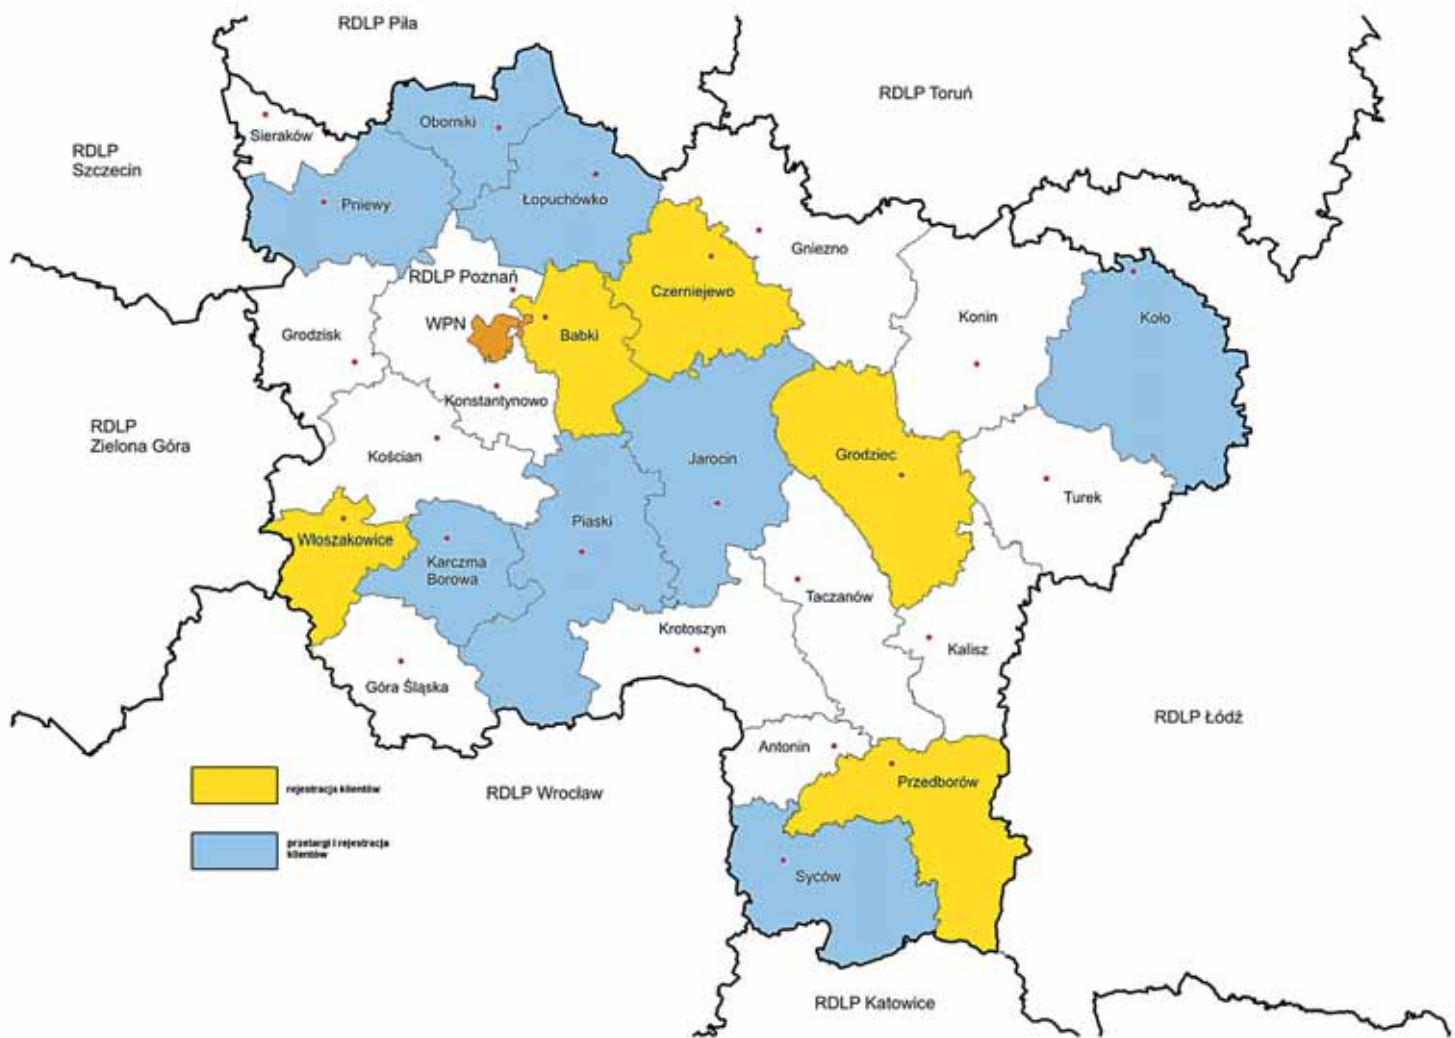 RDLP Piła
RDLP Toruń
Oborniki
Sieraków
RDLP
Szczecin
Pniewy
Łopuchówko
Gniezno
RDLP Poznań
Czerniejewo
WPN
Grodzisk
Babki
Konin
Koło
Konstantynowo
RDLP
Zielona Góra
Kościan
Jarocin
Grodziec
Turek
Włoszakowice
Piaski
Karczma
Borowa
Taczanów
Krotoszyn
Kalisz
Góra Śląska
RDLP Łódź
Antonin
Przedborów
rejestracja klientów
RDLP Wrocław
przetargi i rejestracja
klientów
Syców
RDLP Katowice